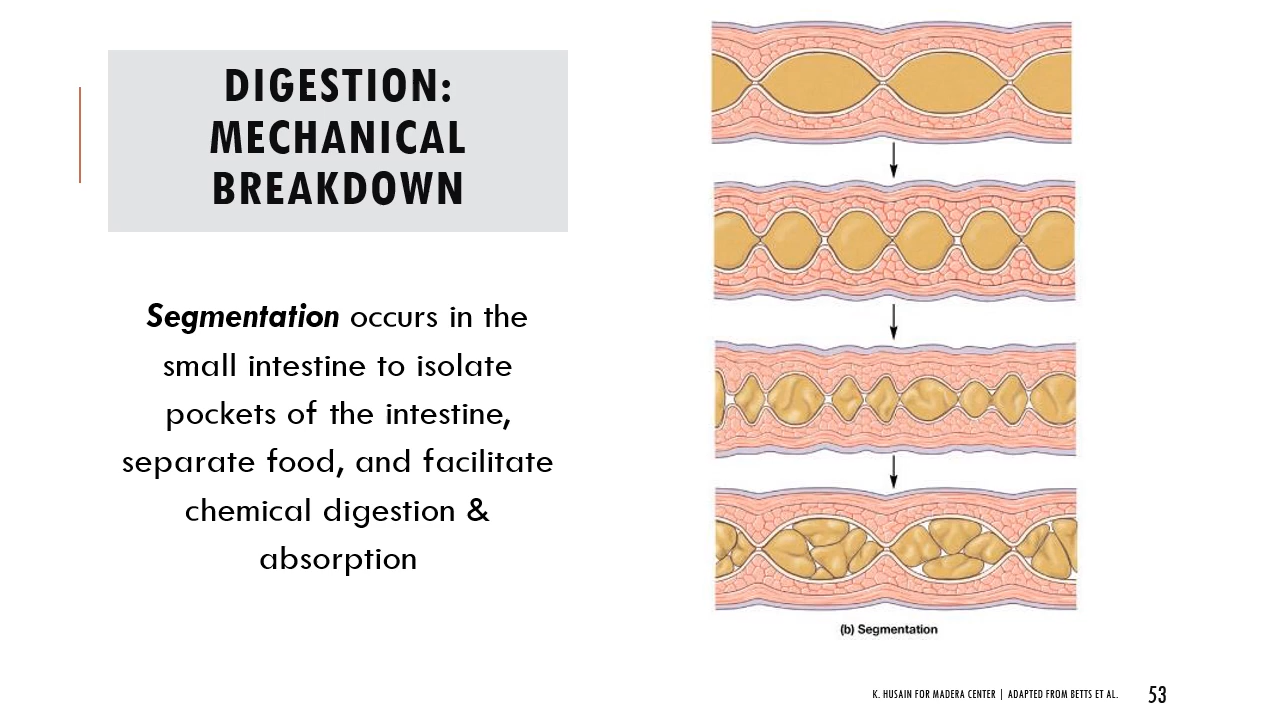 DIGESTION:
MECHANICAL
BREAKDOWN
Segmentation occurs in the
small intestine to isolate
pockets of the intestine,
separate food, and facilitate
chemical digestion &
absorption
(b) Segmentation
K. HUSAIN FOR MADERA CENTER | ADAPTED FROM BETTS ET AL.
53